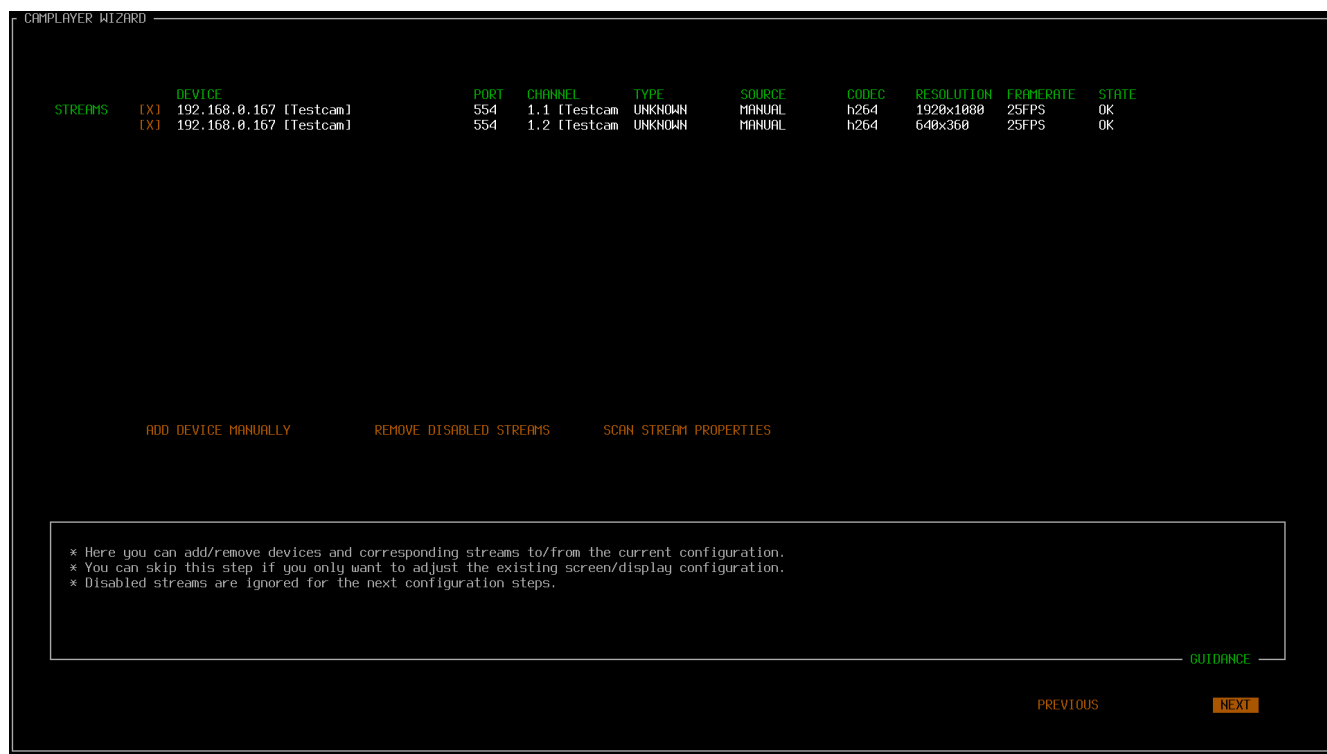 CAMPLAYER WIZARD
DEVICE PORT CHANNEL TYPE SOURCE CODEC RESOLUTION FRAMERATE STATE
STREAMS [X] 192.168.0.167 [Testcam] 554 1.1 [Testcam UNKNOWN MANUAL h264 1920x1080 25FPS OK
[X] 192.168.0.167 [Testcam] 554 1.2 [Testcam UNKNOWN MANUAL h264 640x360 25FPS OK
ADD DEVICE MANUALLY REMOVE DISABLED STREAMS SCAN STREAM PROPERTIES
* Here you can add/remove devices and corresponding streams to/from the current configuration.
* You can skip this step if you only want to adjust the existing screen/display configuration.
* Disabled streams are ignored for the next configuration steps.
GUIDANCE
PREVIOUS NEXT